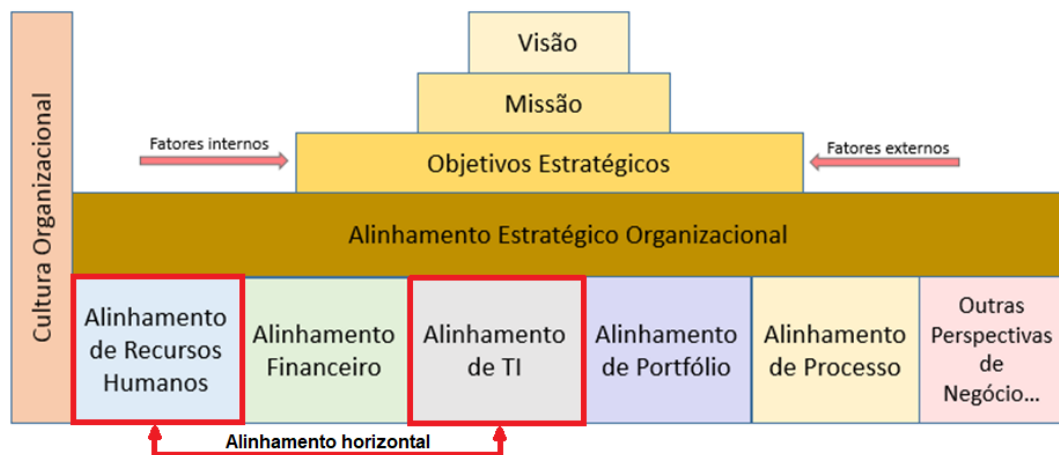 Cultura Organizacional
Visão
Missão
Fatores internos
Objetivos Estratégicos
Fatores externos
Alinhamento Estratégico Organizacional
Alinhamento
de Recursos
Humanos
Alinhamento
Financeiro
Alinhamento
de TI
Alinhamento
de Portfólio
Alinhamento
de Processo
Outras
Perspectivas
de
Negócio...
Alinhamento horizontal